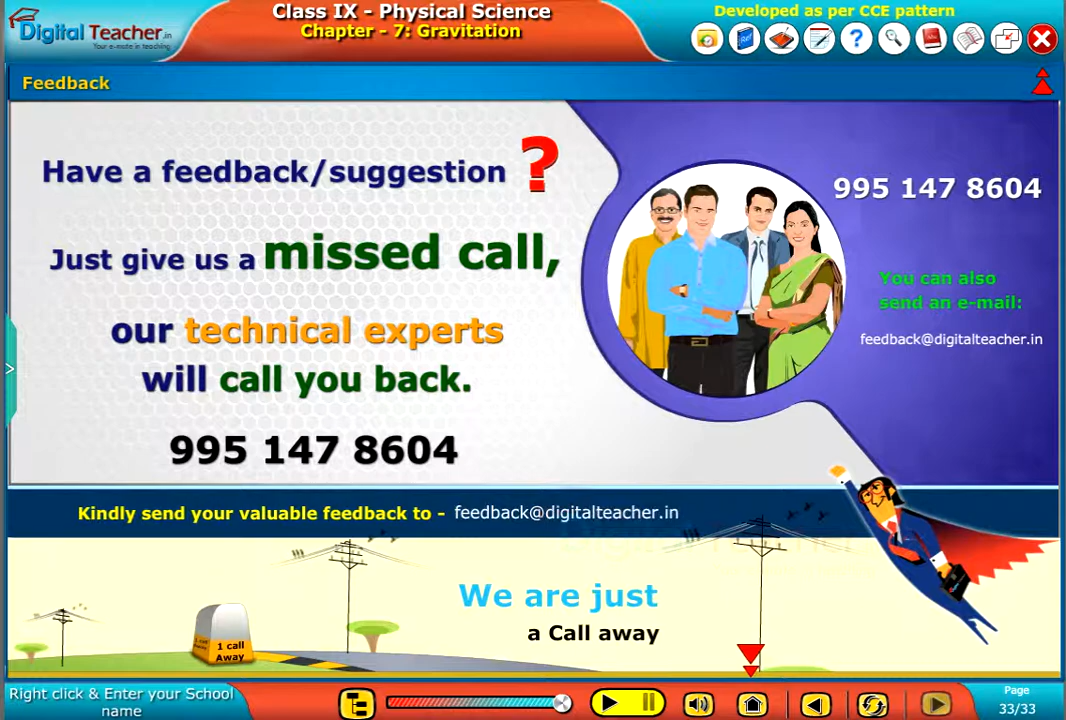 Digital Teacher.in
Your e-mate in teaching
Class IX - Physical Science
Chapter - 7: Gravitation
Developed as per CCE pattern
Feedback
Have a feedback/suggestion ?
Just give us a missed call,
our technical experts
will call you back.
995 147 8604
995 147 8604
You can also
send an e-mail:
feedback@digitalteacher.in
Kindly send your valuable feedback to - feedback@digitalteacher.in
We are just
a Call away
1 call
Away
Right click & Enter your School
name
Page
33/33